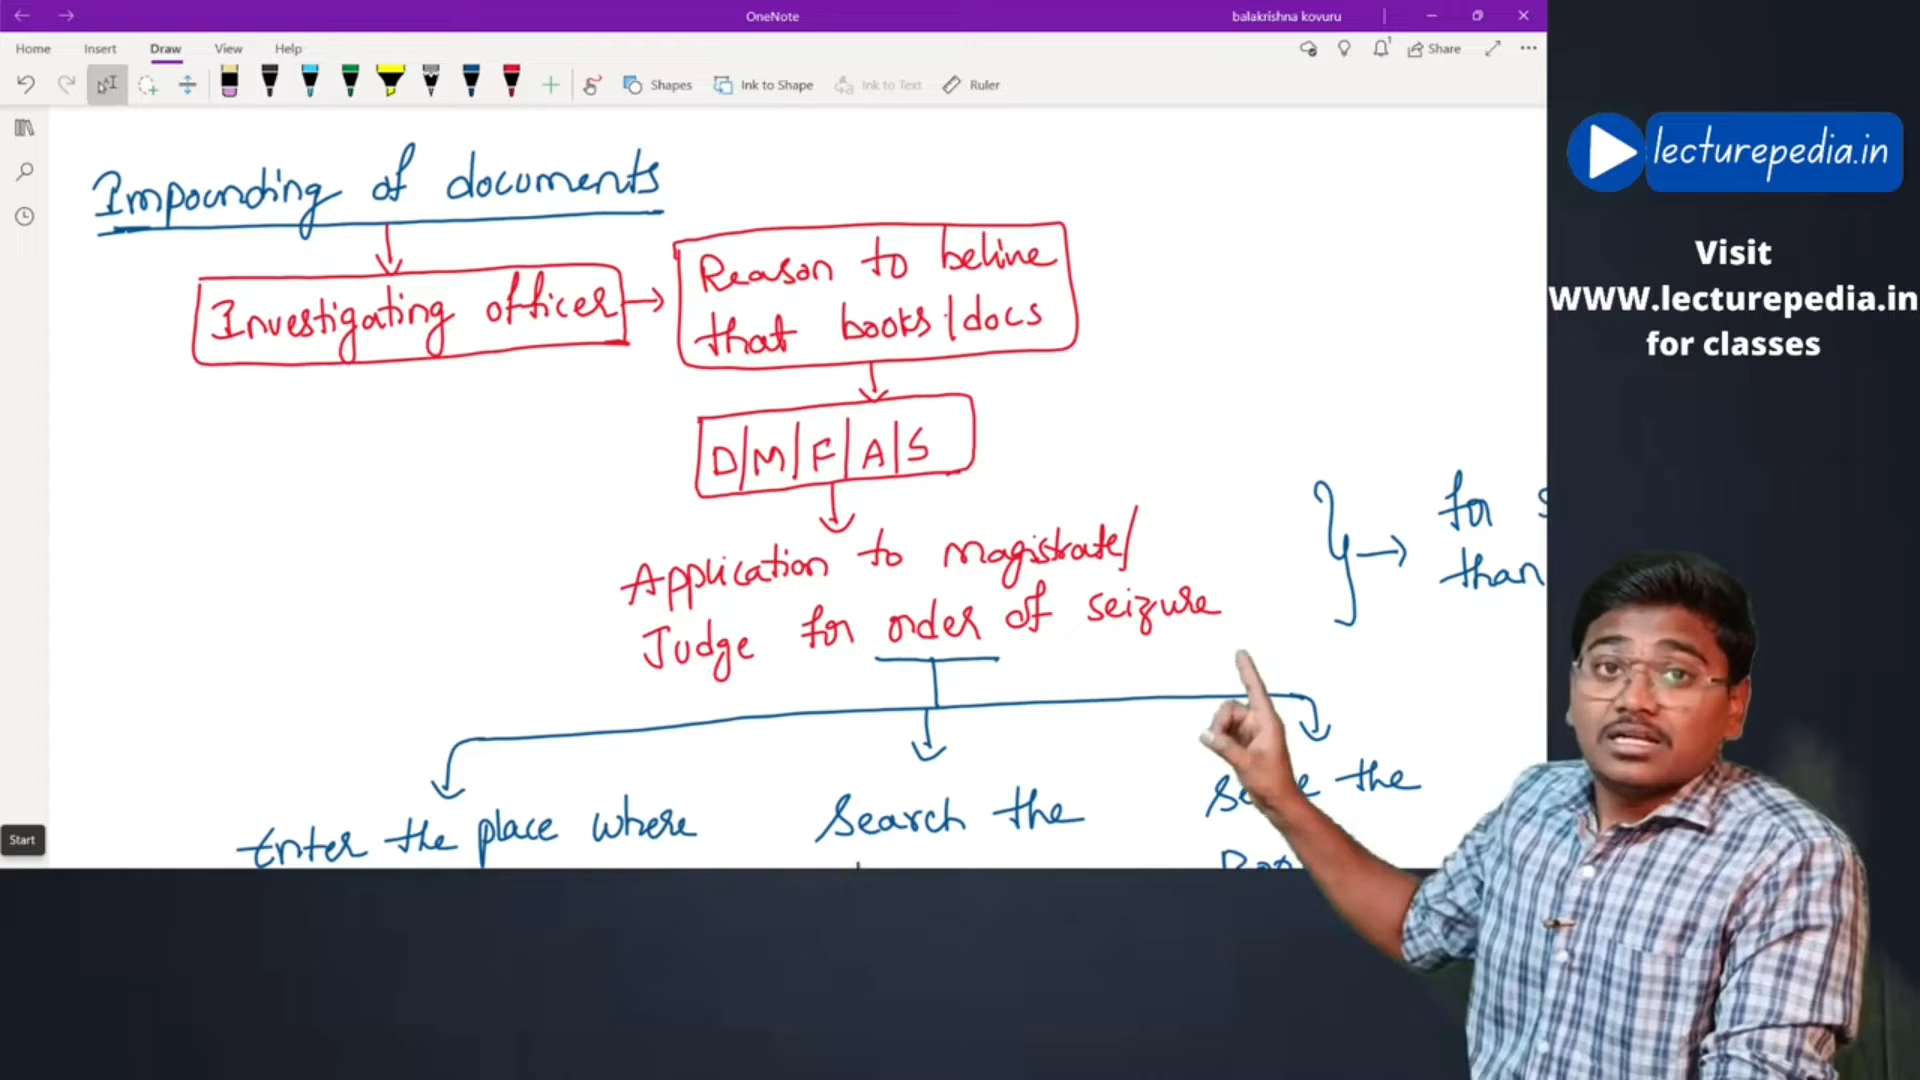 OneNote
balakrishna kovuru
Home Insert Draw View Help
1
Share
Shapes
Ink to Shape
Ink to Text
Ruler
lecturepedia.in
Visit
WWW.lecturepedia.in
for classes
Impounding of documents
Investigating officer
Reason to belive
that books/docs
D/M/F/A/S
Application to magistrate/
Judge for order of seizure
for
than
Enter the place where
Search the
the
Start